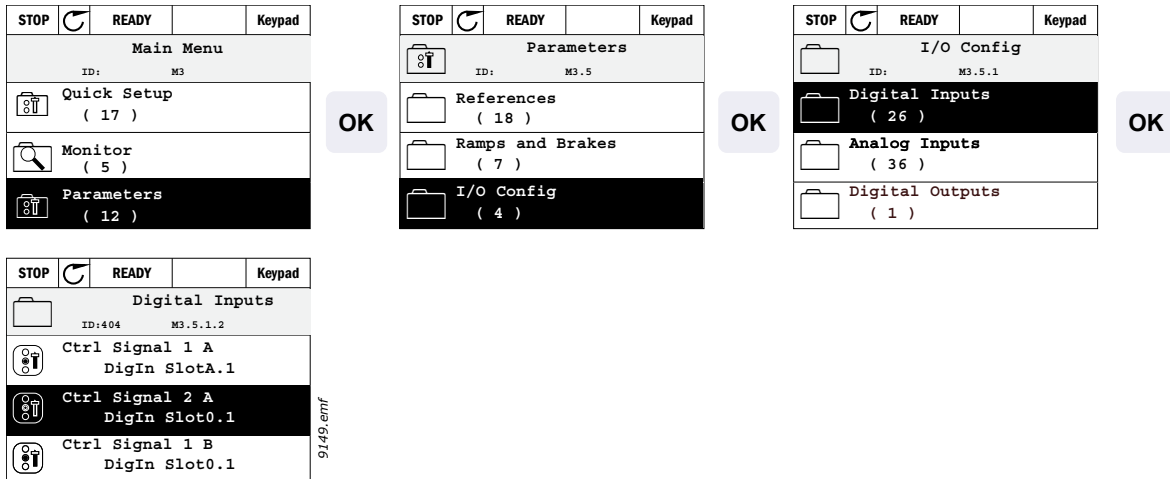 STOP READY Keypad
Main Menu
ID: M3
Quick Setup
( 17 )
Monitor
( 5 )
Parameters
( 12 )
OK
STOP READY Keypad
Parameters
ID: M3.5
References
( 18 )
Ramps and Brakes
( 7 )
I/O Config
( 4 )
OK
STOP READY Keypad
I/O Config
ID: M3.5.1
Digital Inputs
( 26 )
Analog Inputs
( 36 )
Digital Outputs
( 1 )
OK
STOP READY Keypad
Digital Inputs
ID:404 M3.5.1.2
Ctrl Signal 1 A
DigIn SlotA.1
Ctrl Signal 2 A
DigIn Slot0.1
Ctrl Signal 1 B
DigIn Slot0.1
9149.emf